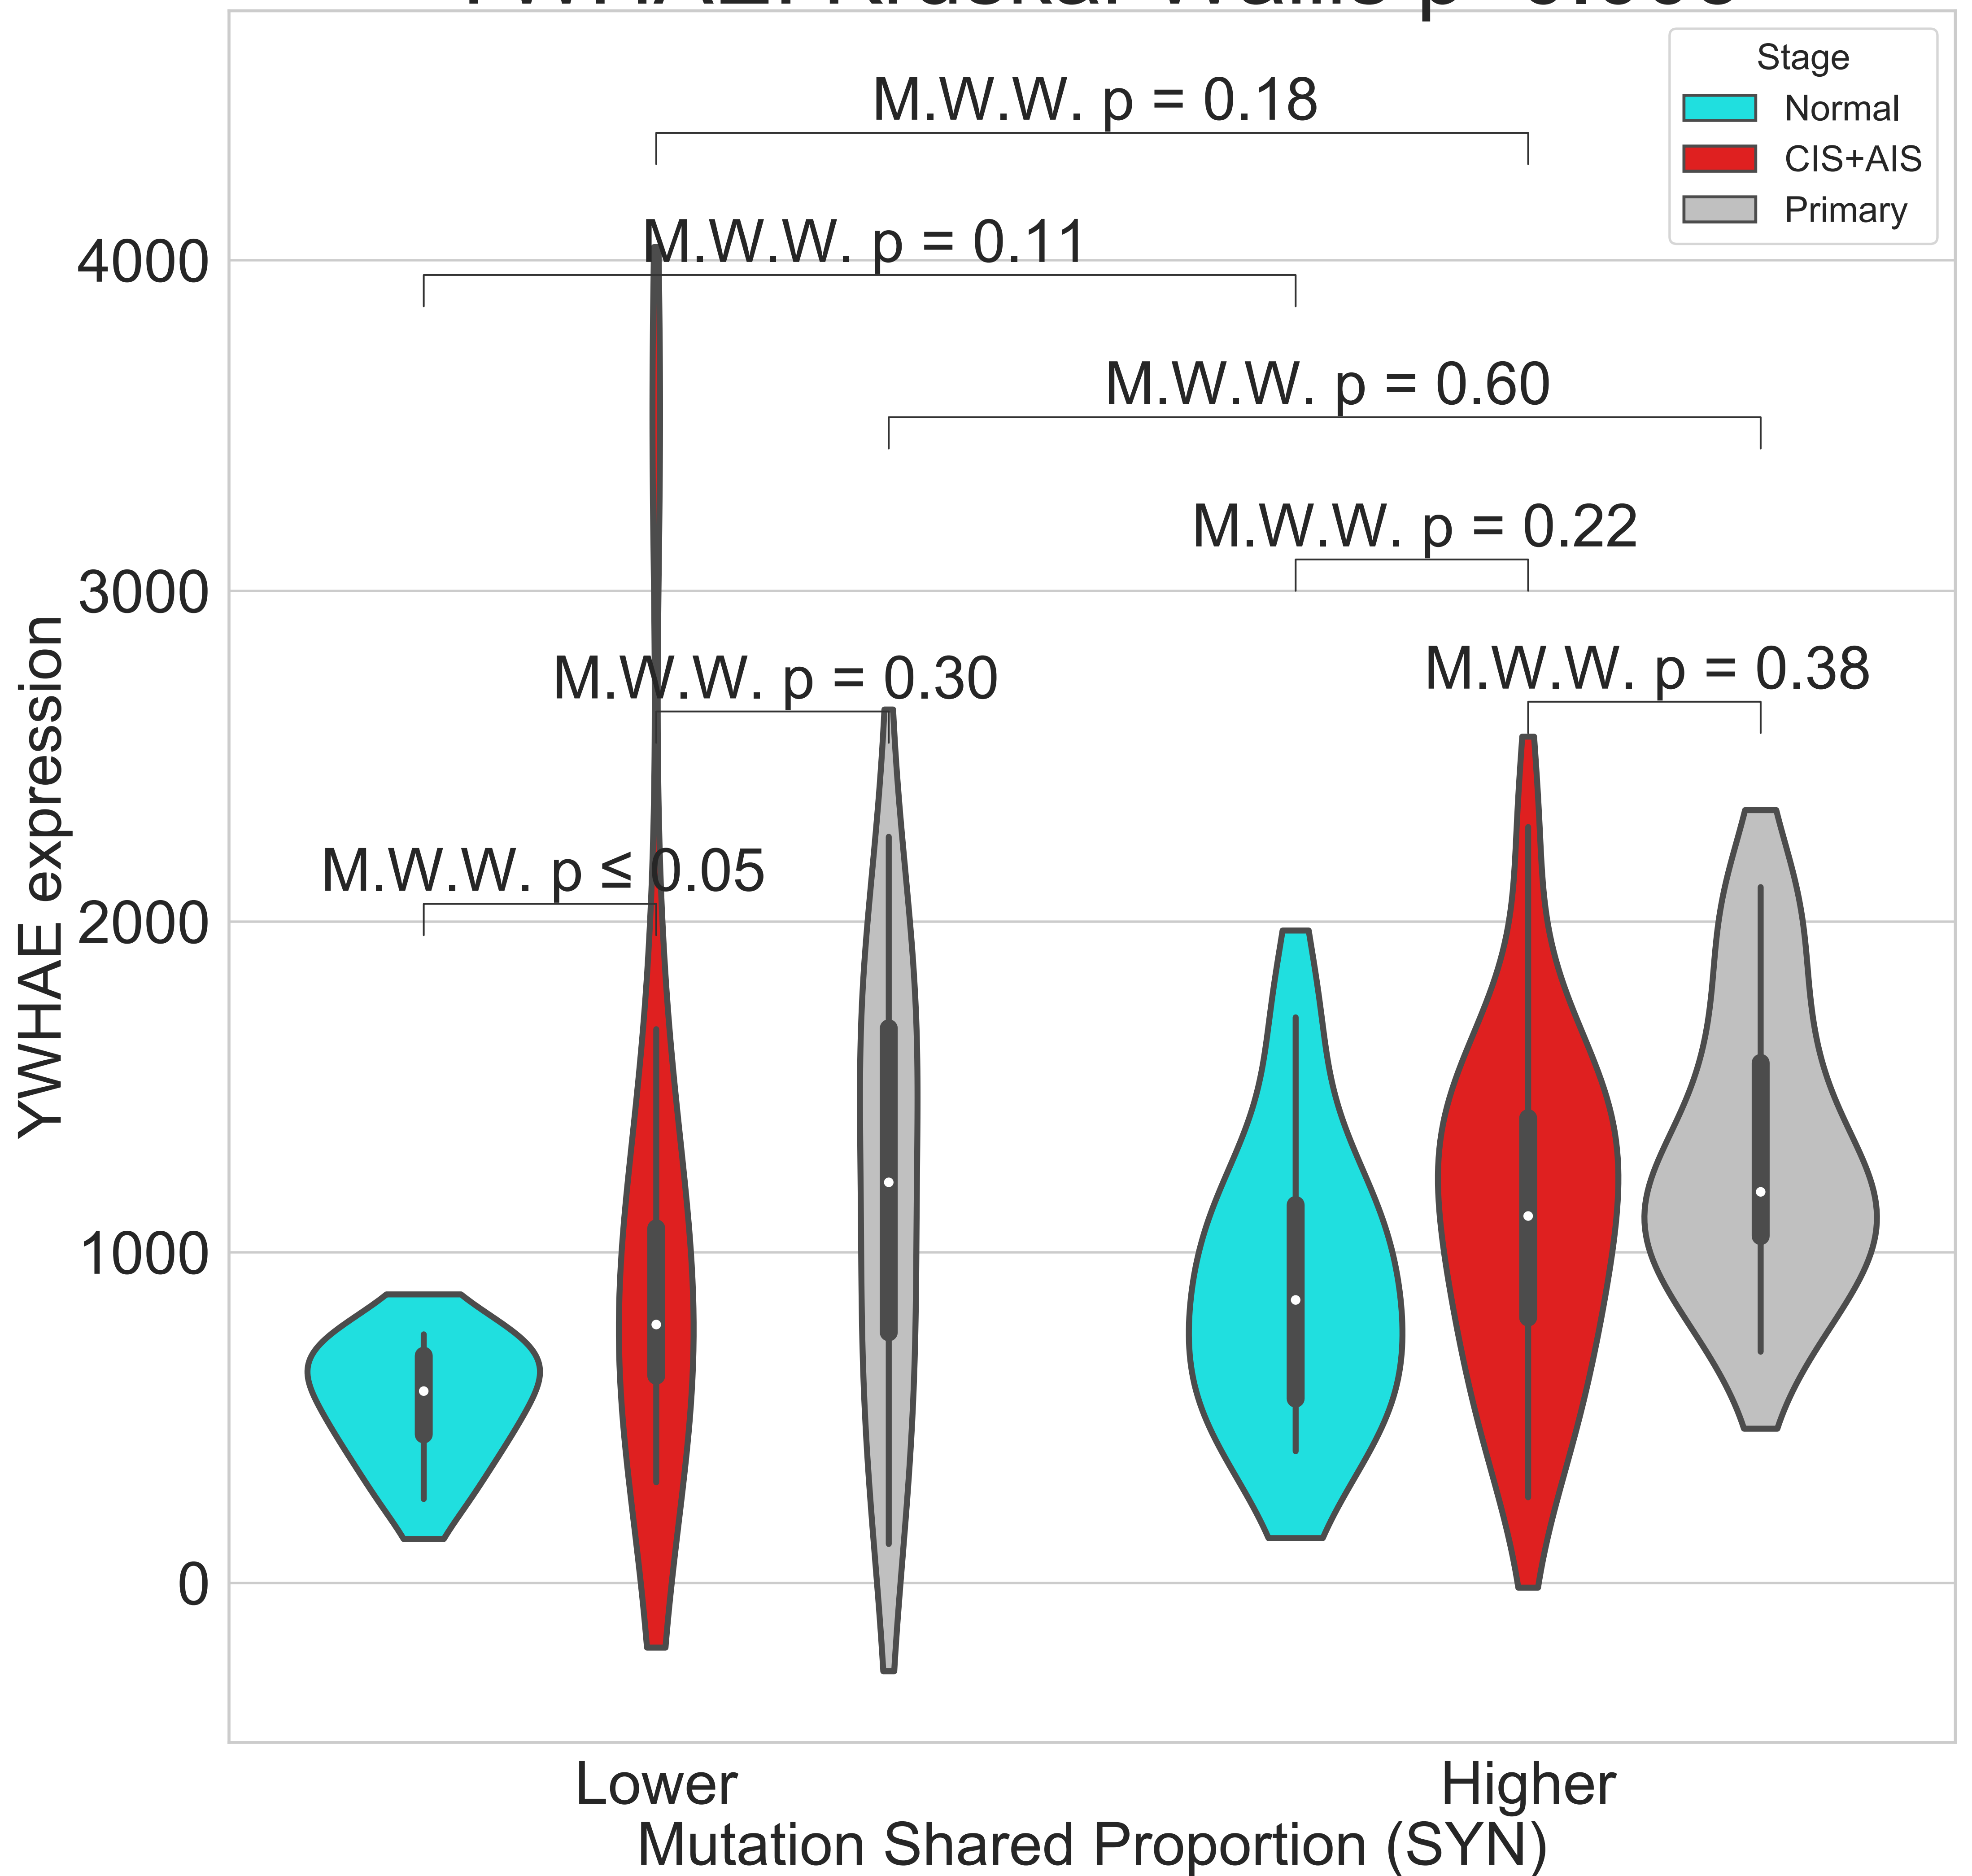 Stage
Normal
CIS+AIS
Primary
M.W.W. p = 0.18
M.W.W. p = 0.11
M.W.W. p = 0.60
M.W.W. p = 0.22
M.W.W. p = 0.30
M.W.W. p = 0.38
M.W.W. p ≤ 0.05
YWHAE expression
4000
3000
2000
1000
0
Lower
Higher
Mutation Shared Proportion (SYN)